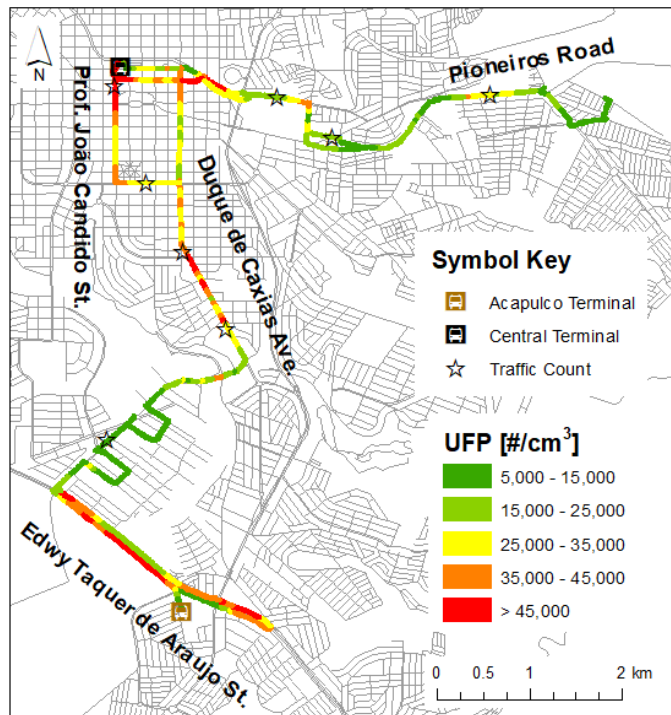 N
Prof. João Candido St.
Pioneiros Road
Duque de Caxias Ave.
Edwy Taquer de Araujo St.
Symbol Key
Acapulco Terminal
Central Terminal
Traffic Count
UFP [#/cm³]
5,000 - 15,000
15,000 - 25,000
25,000 - 35,000
35,000 - 45,000
> 45,000
0 0.5 1 2 km